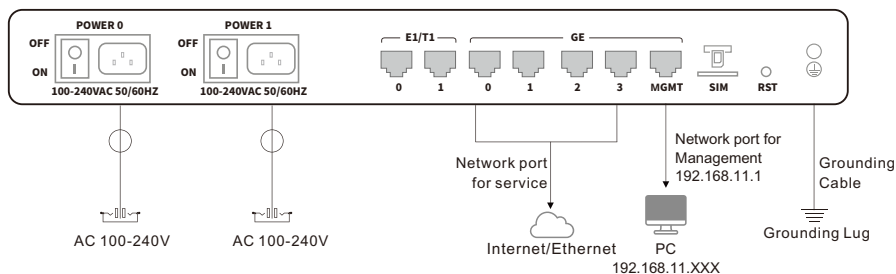 POWER 0
OFF
ON
100-240VAC 50/60HZ
POWER 1
OFF
ON
100-240VAC 50/60HZ
E1/T1
0
1
GE
0
1
2
3
MGMT
SIM
RST
AC 100-240V
AC 100-240V
Network port
for service
Internet/Ethernet
Network port for
Management
192.168.11.1
PC
192.168.11.XXX
Grounding
Cable
Grounding Lug